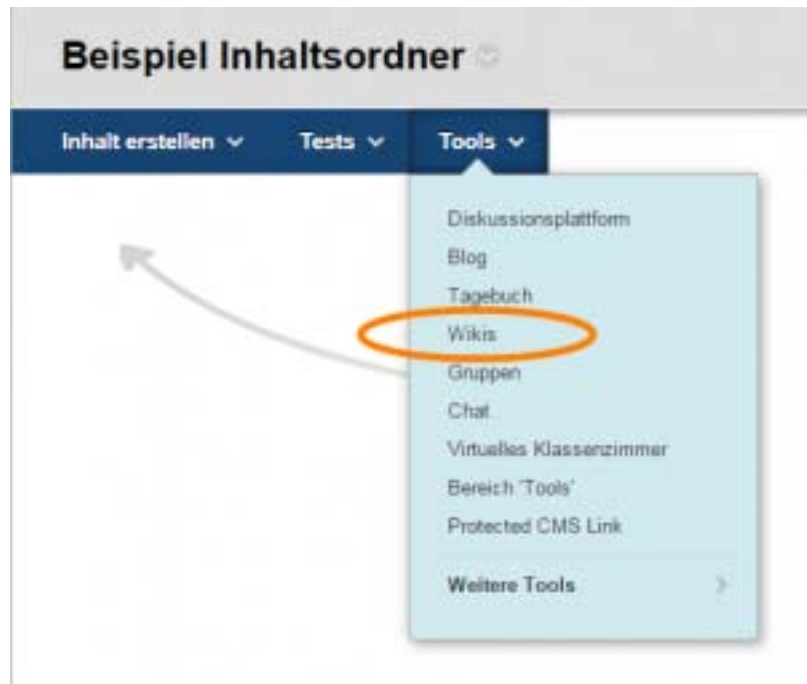 Beispiel Inhaltsordner
Inhalt erstellen Tests Tools
Diskussionsplattform
Blog
Tagebuch
Wikis
Gruppen
Chat
Virtuelles Klassenzimmer
Bereich 'Tools'
Protected CMS Link
Weitere Tools